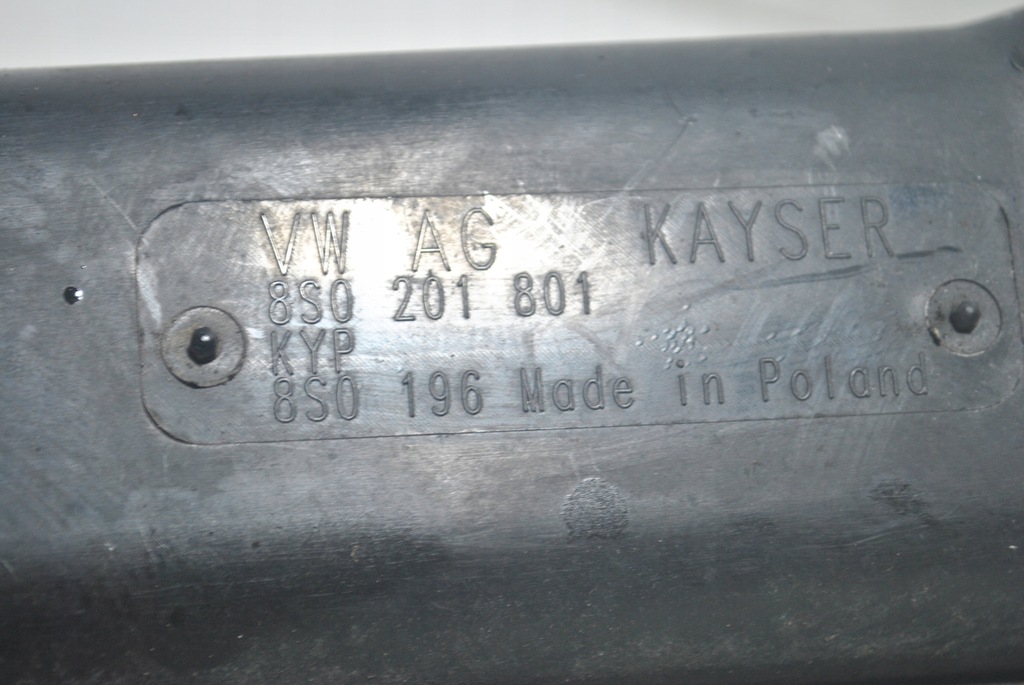 VW AG KAYSER
8S0 201 801
KYP
8S0 196 Made in Poland